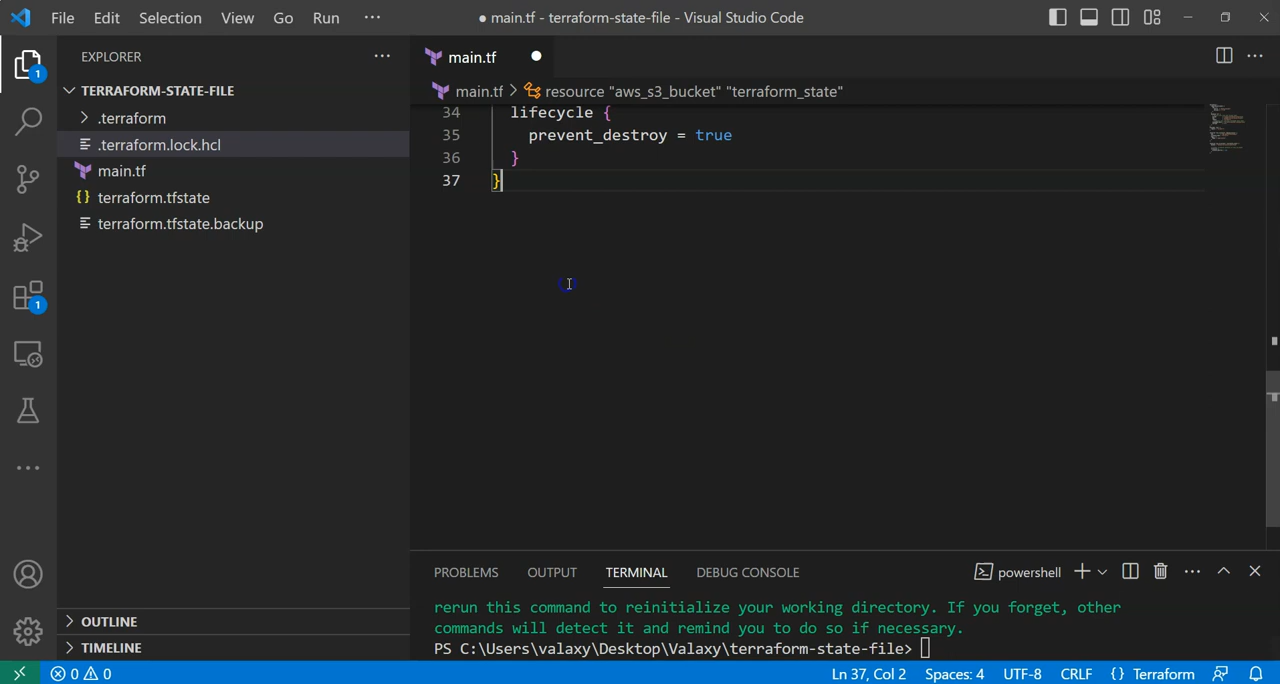 File Edit Selection View Go Run ···
● main.tf - terraform-state-file - Visual Studio Code
EXPLORER ···
TERRAFORM-STATE-FILE
.terraform
.terraform.lock.hcl
main.tf
{} terraform.tfstate
terraform.tfstate.backup
OUTLINE
TIMELINE
1
1
main.tf ●
main.tf > resource "aws_s3_bucket" "terraform_state"
34 lifecycle {
35 prevent_destroy = true
36 }
37 }
PROBLEMS OUTPUT TERMINAL DEBUG CONSOLE powershell
rerun this command to reinitialize your working directory. If you forget, other
commands will detect it and remind you to do so if necessary.
PS C:\Users\valaxy\Desktop\Valaxy\terraform-state-file>
0 0 Ln 37, Col 2 Spaces: 4 UTF-8 CRLF {} Terraform